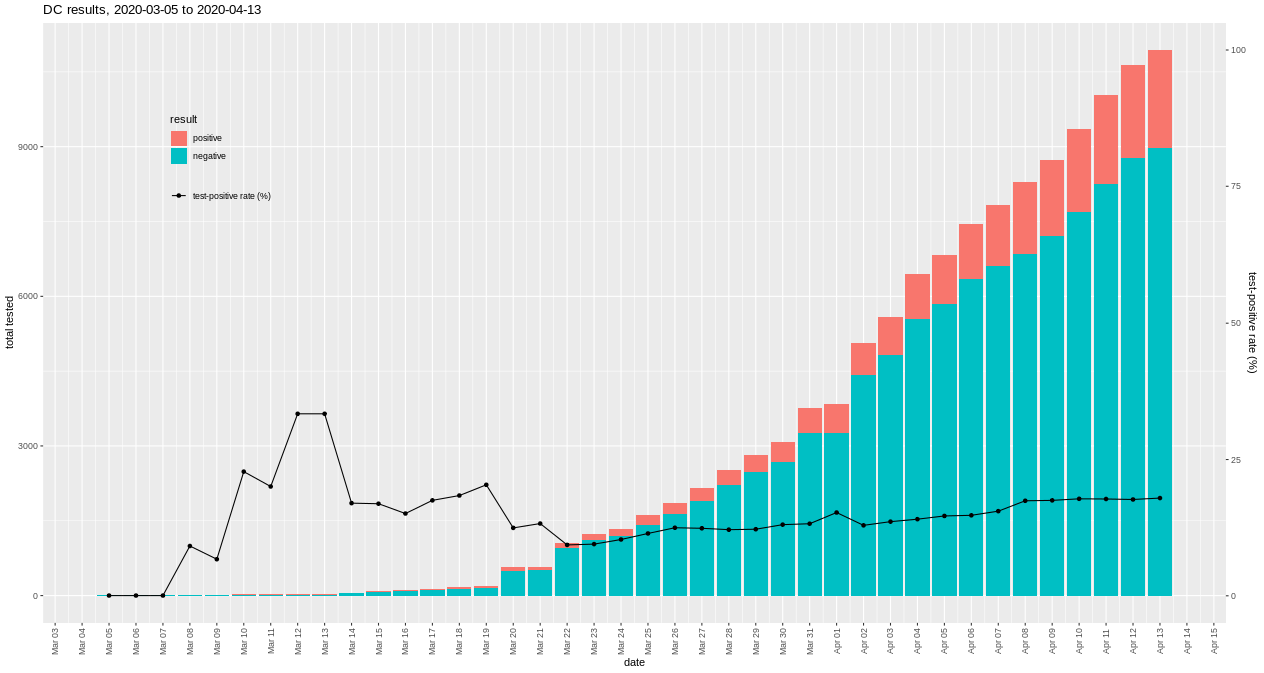 DC results, 2020-03-05 to 2020-04-13
result
positive
negative
test-positive rate (%)
total tested
9000
6000
3000
0
100
75
50
25
0
test-positive rate (%)
Mar 03
Mar 04
Mar 05
Mar 06
Mar 07
Mar 08
Mar 09
Mar 10
Mar 11
Mar 12
Mar 13
Mar 14
Mar 15
Mar 16
Mar 17
Mar 18
Mar 19
Mar 20
Mar 21
Mar 22
Mar 23
Mar 24
Mar 25
Mar 26
Mar 27
Mar 28
Mar 29
Mar 30
Mar 31
Apr 01
Apr 02
Apr 03
Apr 04
Apr 05
Apr 06
Apr 07
Apr 08
Apr 09
Apr 10
Apr 11
Apr 12
Apr 13
Apr 14
Apr 15
date